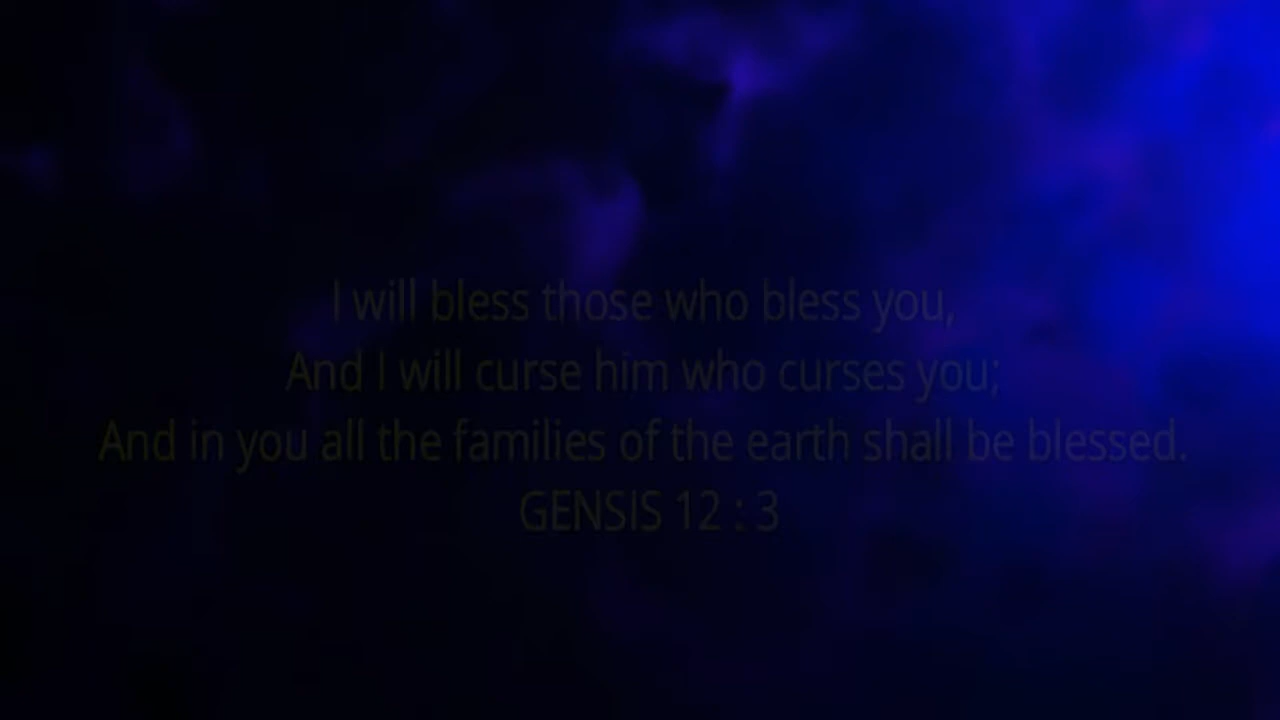 I will bless those who bless you,
And I will curse him who curses you;
And in you all the families of the earth shall be blessed.
GENSIS 12 : 3